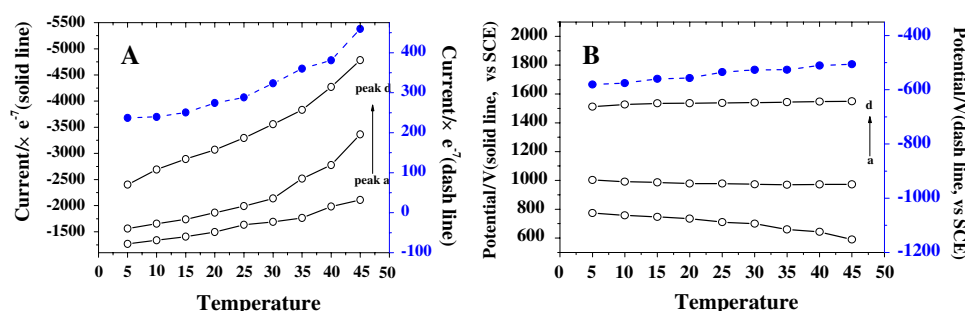 A
Current/× e⁻⁷(solid line)
-5500
-5000
-4500
-4000
-3500
-3000
-2500
-2000
-1500
peak d
peak a
400
300
200
100
0
-100
Current/× e⁻⁷(dash line)
0 5 10 15 20 25 30 35 40 45 50
Temperature
B
Potential/V(solid line, vs SCE)
2000
1800
1600
1400
1200
1000
800
600
d
a
-400
-600
-800
-1000
-1200
Potential/V(dash line, vs SCE)
0 5 10 15 20 25 30 35 40 45 50
Temperature